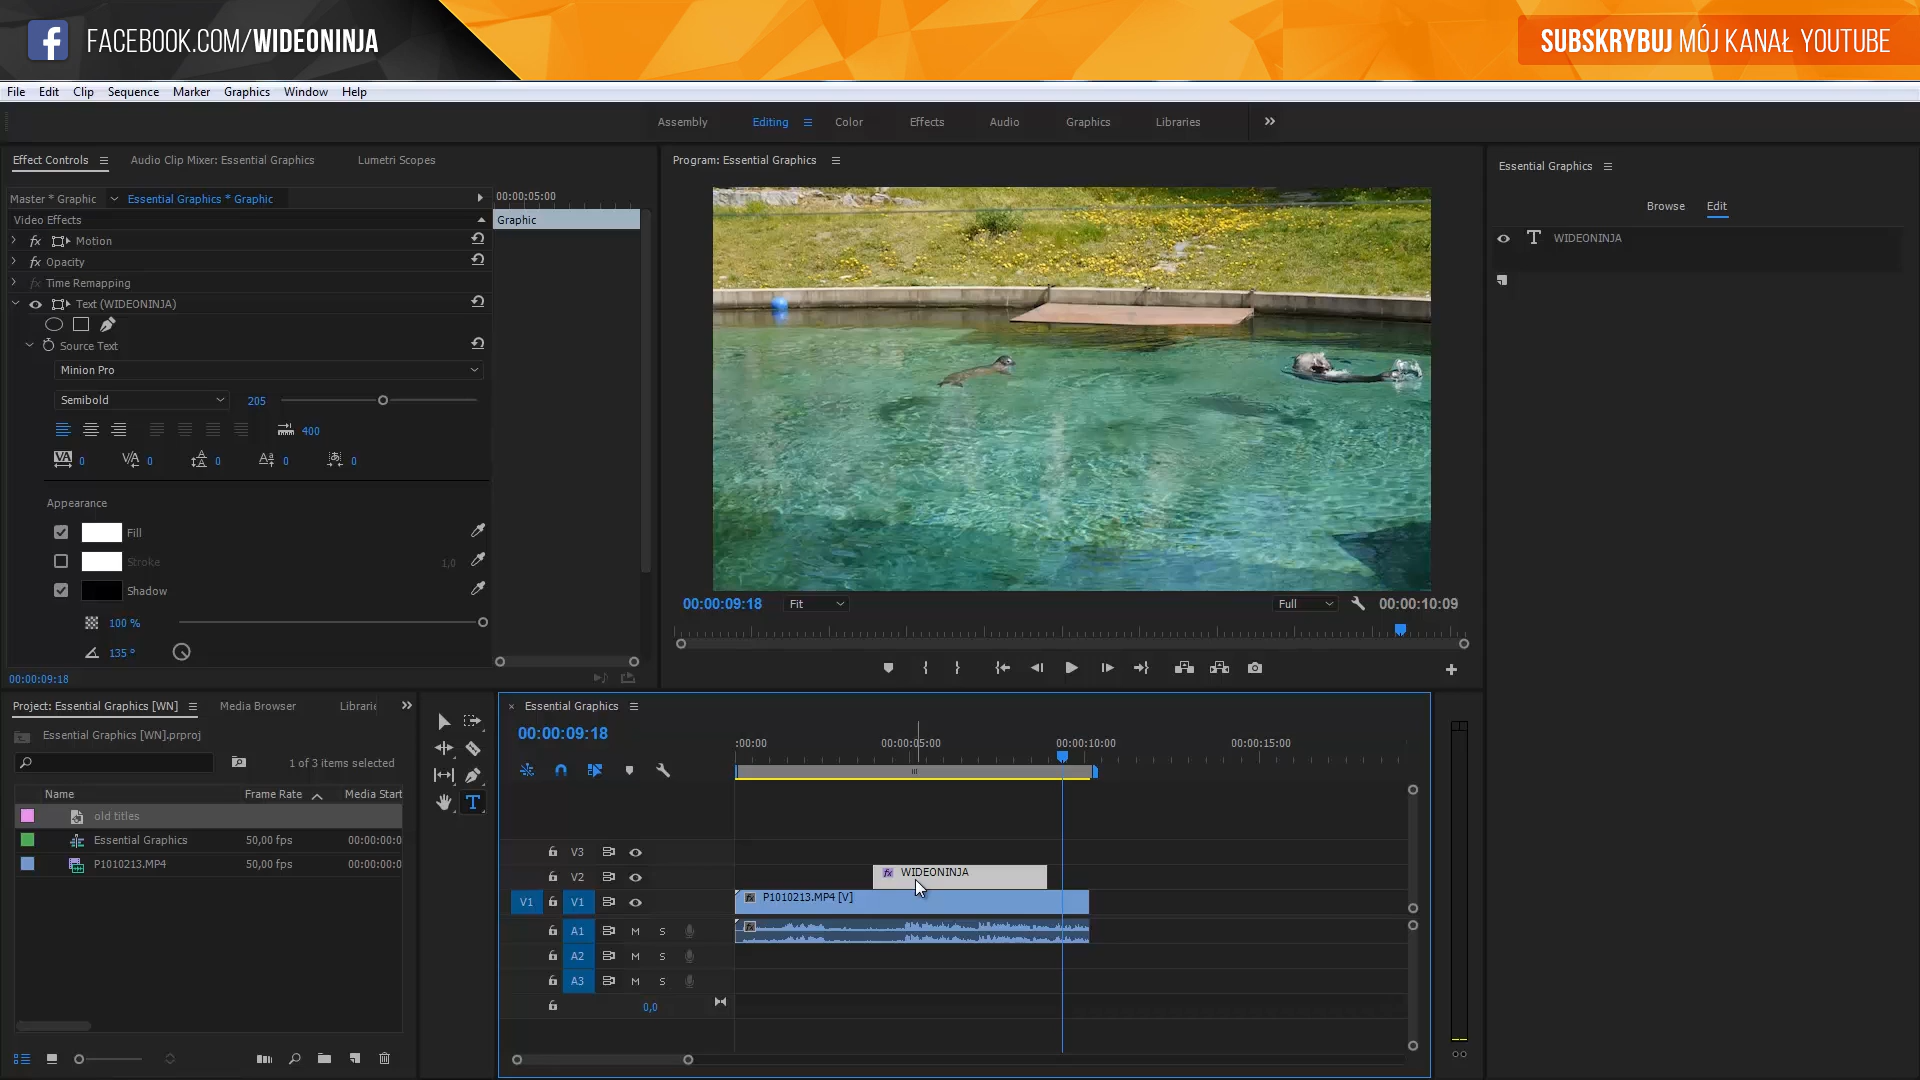 FACEBOOK.COM/WIDEONINJA
SUBSKRYBUJ MÓJ KANAŁ YOUTUBE
File Edit Clip Sequence Marker Graphics Window Help
Assembly Editing Color Effects Audio Graphics Libraries
Effect Controls Audio Clip Mixer: Essential Graphics Lumetri Scopes
Program: Essential Graphics
Essential Graphics
Master * Graphic Essential Graphics * Graphic
00:00:05:00
Browse Edit
Video Effects
Graphic
fx Motion
WIDEONINJA
fx Opacity
fx Time Remapping
Text (WIDEONINJA)
Source Text
Minion Pro
Semibold 205
400
0 0 0 0 0
Appearance
Fill
Stroke 1,0
Shadow
100 %
135 °
00:00:09:18
00:00:09:18 Fit Full 00:00:10:09
Project: Essential Graphics [WN] Media Browser Librarie
Essential Graphics [WN].prproj
1 of 3 items selected
Name Frame Rate Media Start
old titles
Essential Graphics 50,00 fps 00:00:00:0
P1010213.MP4 50,00 fps 00:00:00:0
Essential Graphics
00:00:09:18
:00:00 00:00:05:00 00:00:10:00 00:00:15:00
V3
V2 fx WIDEONINJA
V1 V1 fx P1010213.MP4 [V]
A1 M S fx
A2 M S
A3 M S
0,0